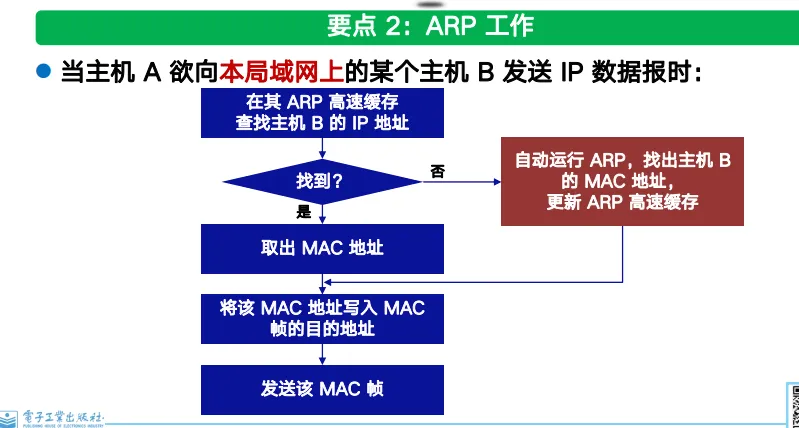 要点 2：ARP 工作
当主机 A 欲向本局域网上的某个主机 B 发送 IP 数据报时：
在其 ARP 高速缓存
查找主机 B 的 IP 地址
找到？
否
是
自动运行 ARP，找出主机 B
的 MAC 地址，
更新 ARP 高速缓存
取出 MAC 地址
将该 MAC 地址写入 MAC
帧的目的地址
发送该 MAC 帧
電子工業出版社·
PUBLISHING HOUSE OF ELECTRONICS INDUSTRY